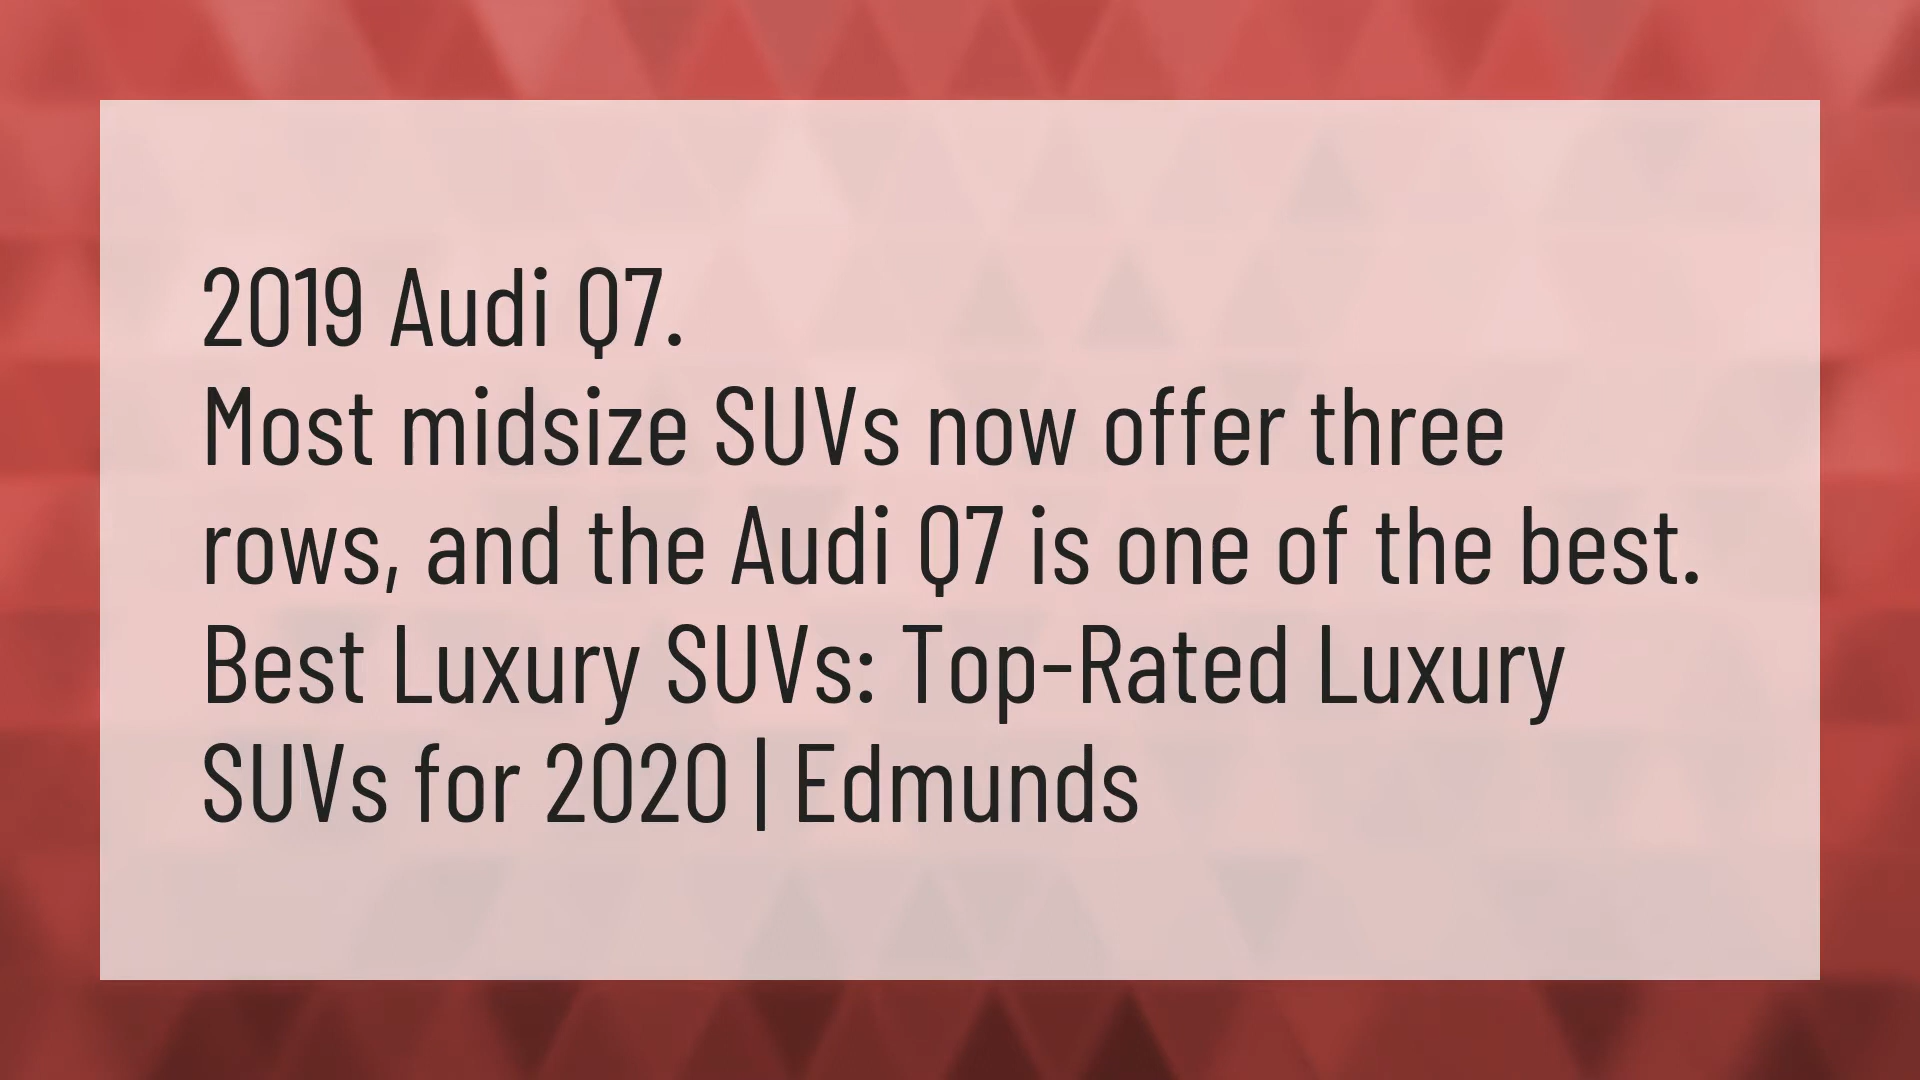 2019 Audi Q7.
Most midsize SUVs now offer three
rows, and the Audi Q7 is one of the best.
Best Luxury SUVs: Top-Rated Luxury
SUVs for 2020 | Edmunds